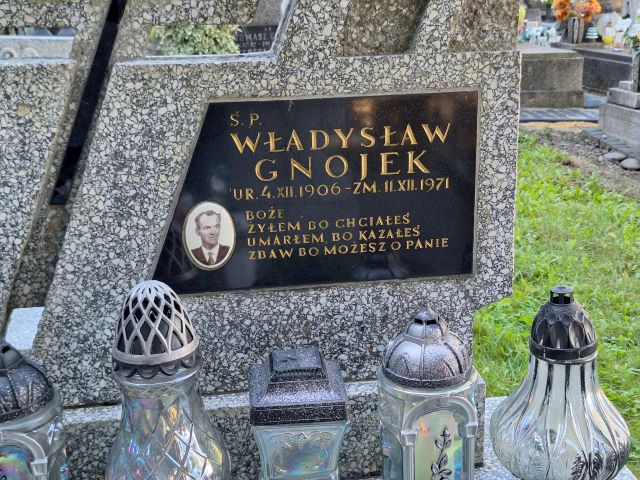 TOMASZ
Ś.P.
WŁADYSŁAW
GNOJEK
UR. 4.XII.1906-ZM. 11.XII.1971
BOŻE
ŻYŁEM BO CHCIAŁEŚ
UMARŁEM, BO KAZAŁEŚ
ZBAW BO MOŻESZ O PANIE